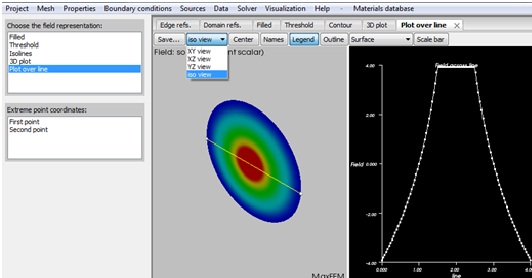 Project Mesh Properties Boundary conditions Sources Data Solver Visualization Help - Materials database
Choose the field representation:
Filled
Threshold
Isolines
3D plot
Plot over line
Extreme point coordinates:
First point
Second point
Edge refs.. Domain refs. Filled Threshold Contour 3D plot Plot over line ×
Save... iso view Center Names Legend Outline Surface Scale bar
XY view
XZ view
YZ view
iso view
Field: so nt scalar)
MaxFEM
Field across line
4.00
2.00
Field 0.000
-2.00
-4.00
0.000 1.00 2.00 3.00
line